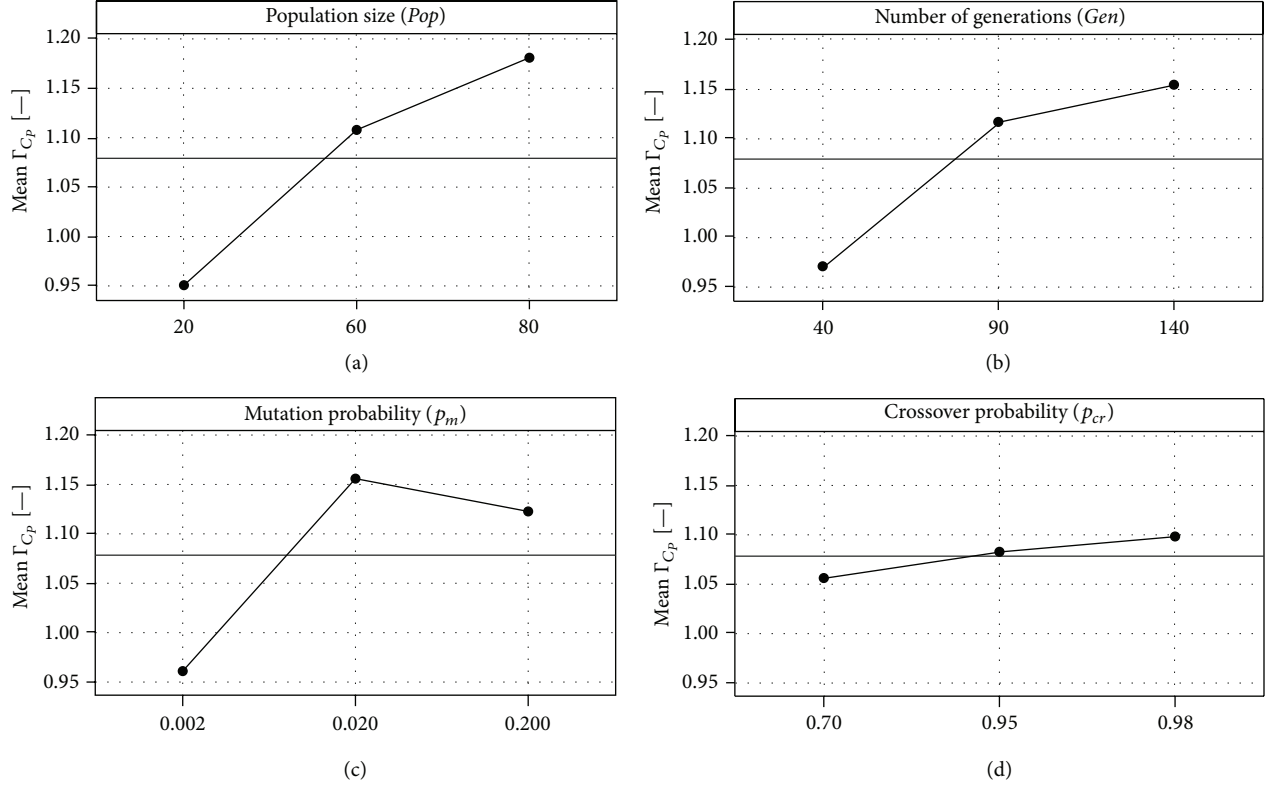 Population size (Pop)
Mean Γ_{C_P} [—]
1.20
1.15
1.10
1.05
1.00
0.95
20 60 80
(a)
Number of generations (Gen)
Mean Γ_{C_P} [—]
1.20
1.15
1.10
1.05
1.00
0.95
40 90 140
(b)
Mutation probability (p_m)
Mean Γ_{C_P} [—]
1.20
1.15
1.10
1.05
1.00
0.95
0.002 0.020 0.200
(c)
Crossover probability (p_{cr})
Mean Γ_{C_P} [—]
1.20
1.15
1.10
1.05
1.00
0.95
0.70 0.95 0.98
(d)